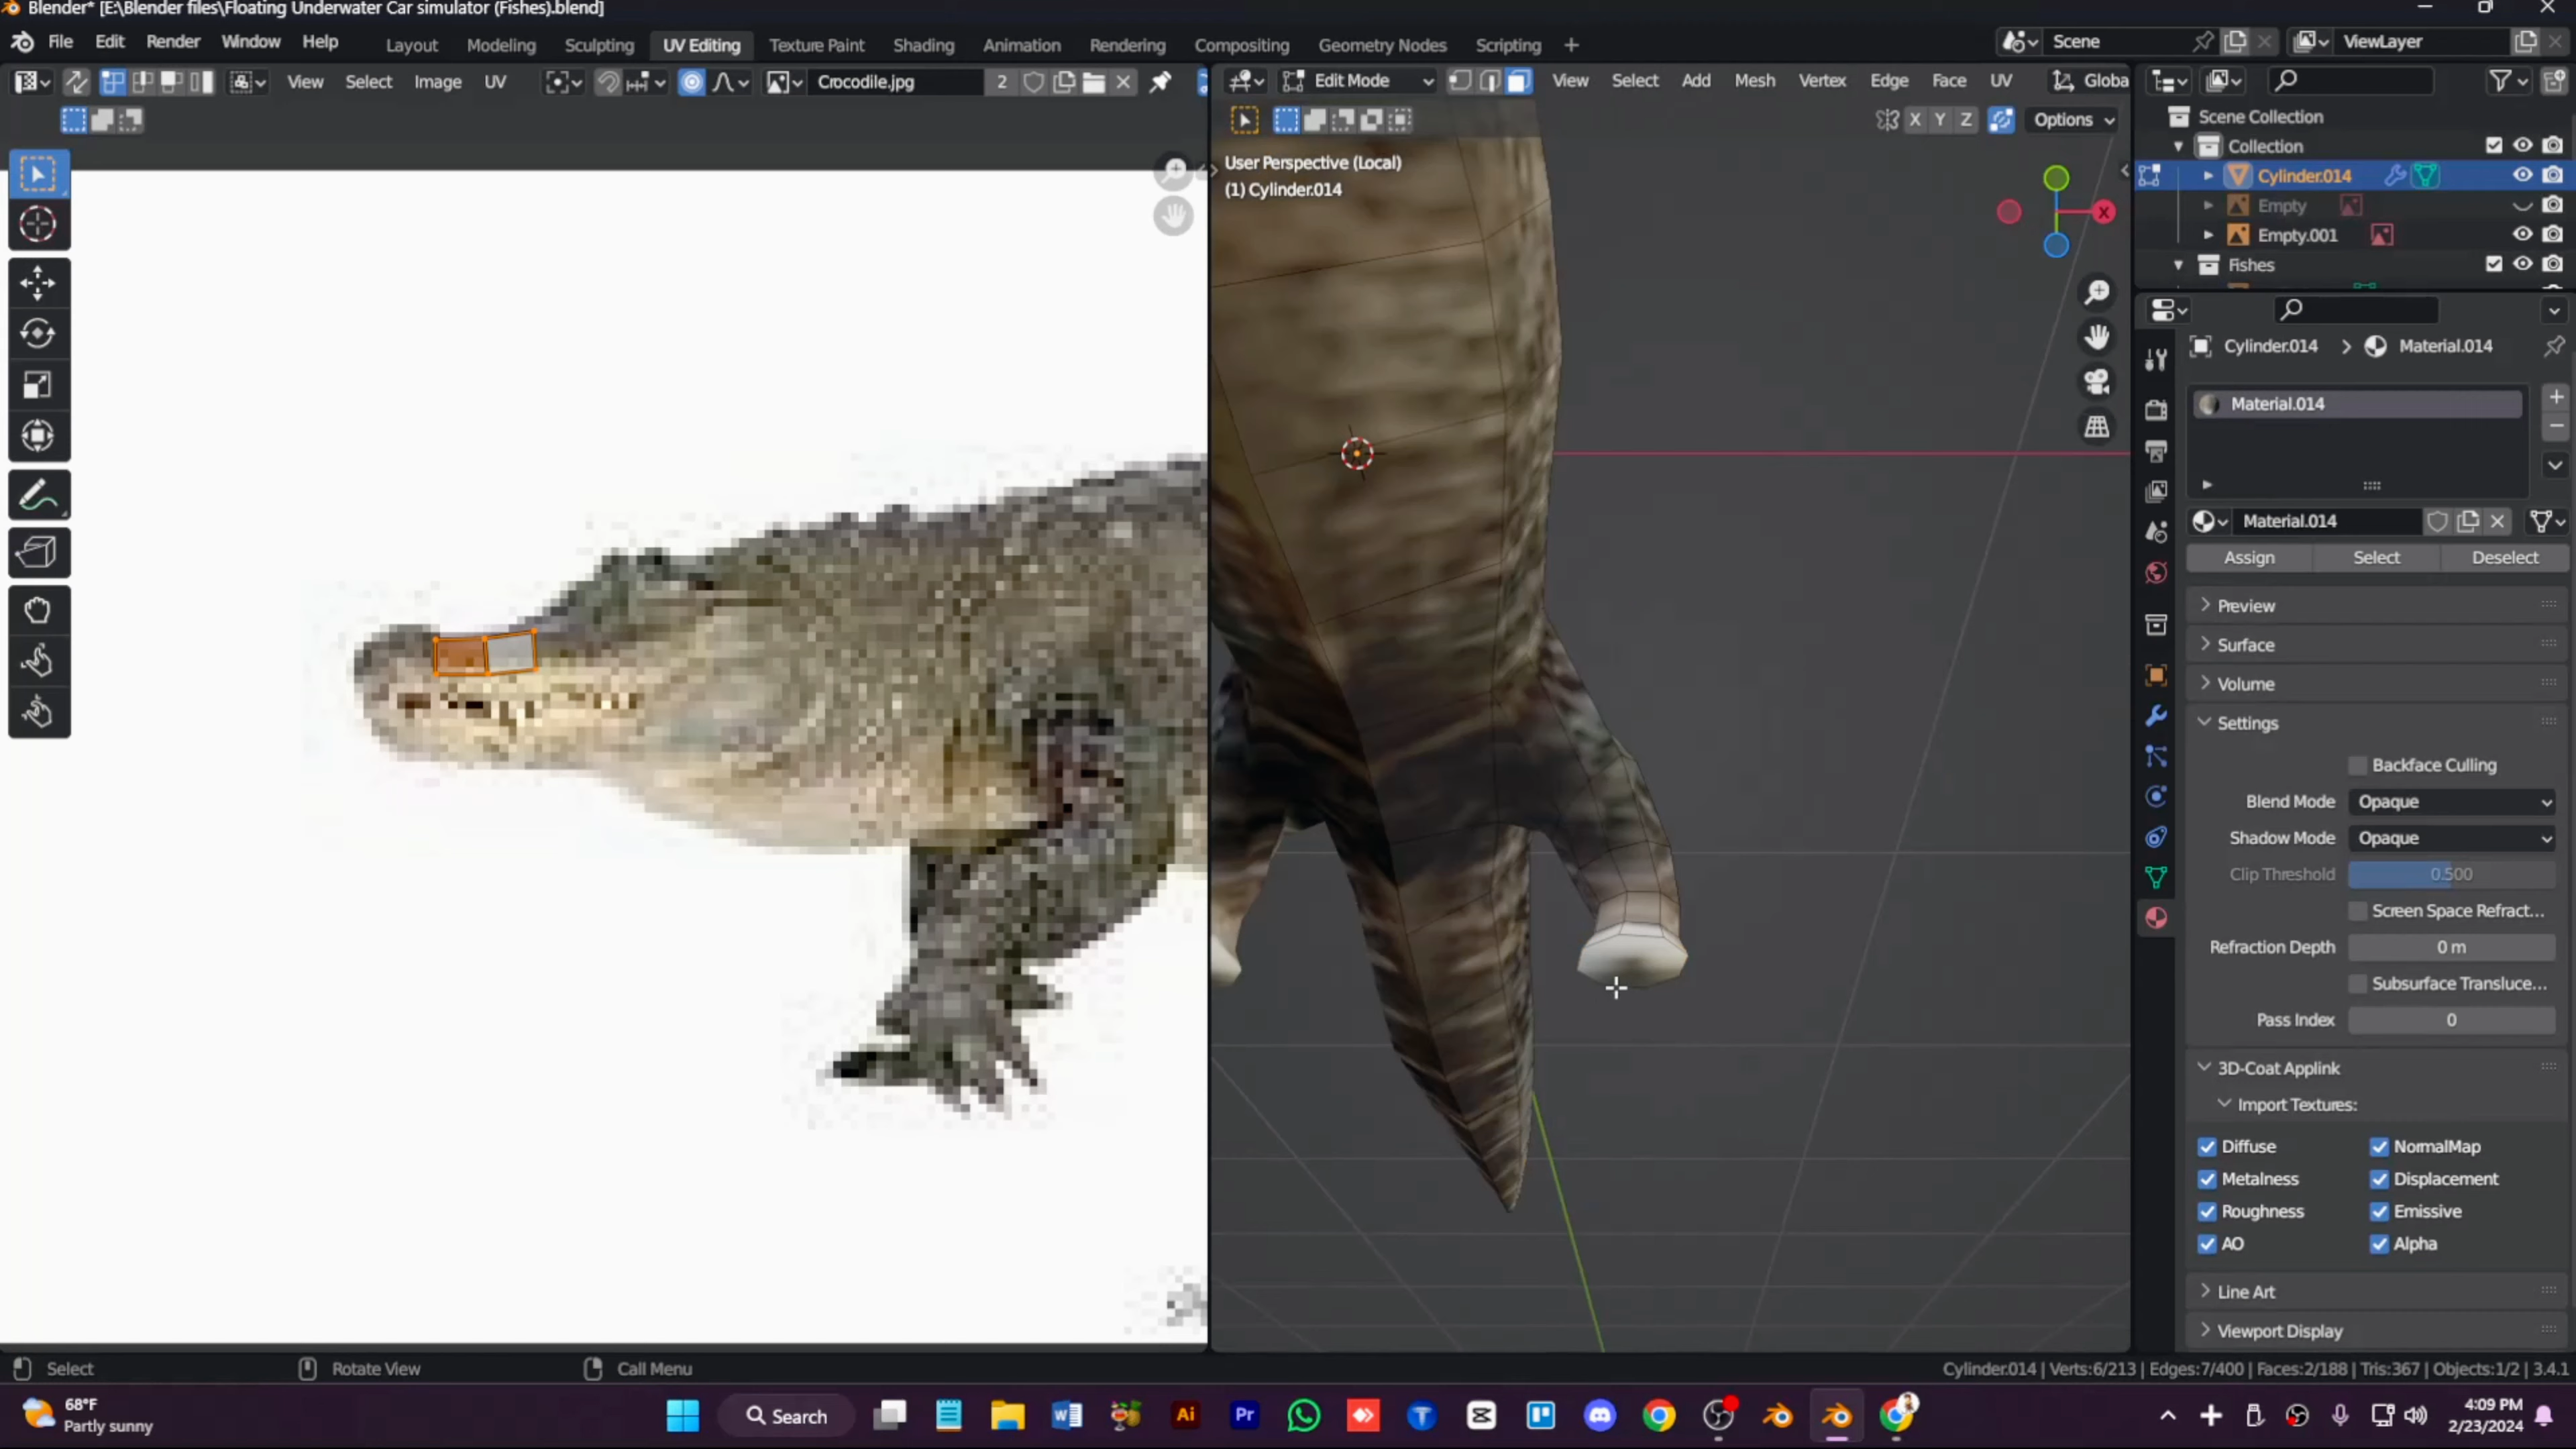 Blender* [E:\Blender files\Floating Underwater Car simulator (Fishes).blend]
File Edit Render Window Help Layout Modeling Sculpting UV Editing Texture Paint Shading Animation Rendering Compositing Geometry Nodes Scripting + Scene ViewLayer
View Select Image UV Crocodile.jpg 2 Edit Mode View Select Add Mesh Vertex Edge Face UV Globa
X Y Z Options
Scene Collection
Collection
Cylinder.014
Empty
Empty.001
Fishes
User Perspective (Local)
(1) Cylinder.014
X
Cylinder.014 > Material.014
Material.014
Material.014
Assign Select Deselect
Preview
Surface
Volume
Settings
Backface Culling
Blend Mode Opaque
Shadow Mode Opaque
Clip Threshold 0.500
Screen Space Refract...
Refraction Depth 0 m
Subsurface Transluce...
Pass Index 0
3D-Coat Applink
Import Textures:
Diffuse NormalMap
Metalness Displacement
Roughness Emissive
AO Alpha
Line Art
Viewport Display
Select Rotate View Call Menu Cylinder.014 | Verts:6/213 | Edges:7/400 | Faces:2/188 | Tris:367 | Objects:1/2 | 3.4.1
68°F
Partly sunny
Search
Ai
Pr
4:09 PM
2/23/2024